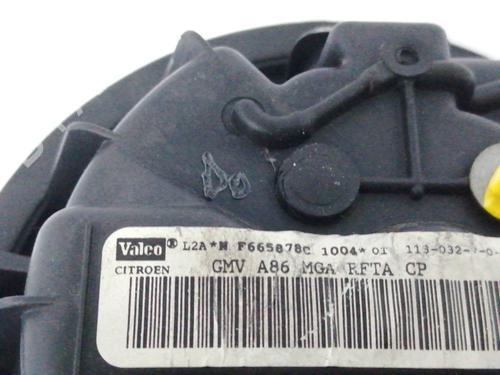 Valeo® L2A*N F665878C 1004* 01 113-032-
CITROEN GMV A86 MGA RFTA CP